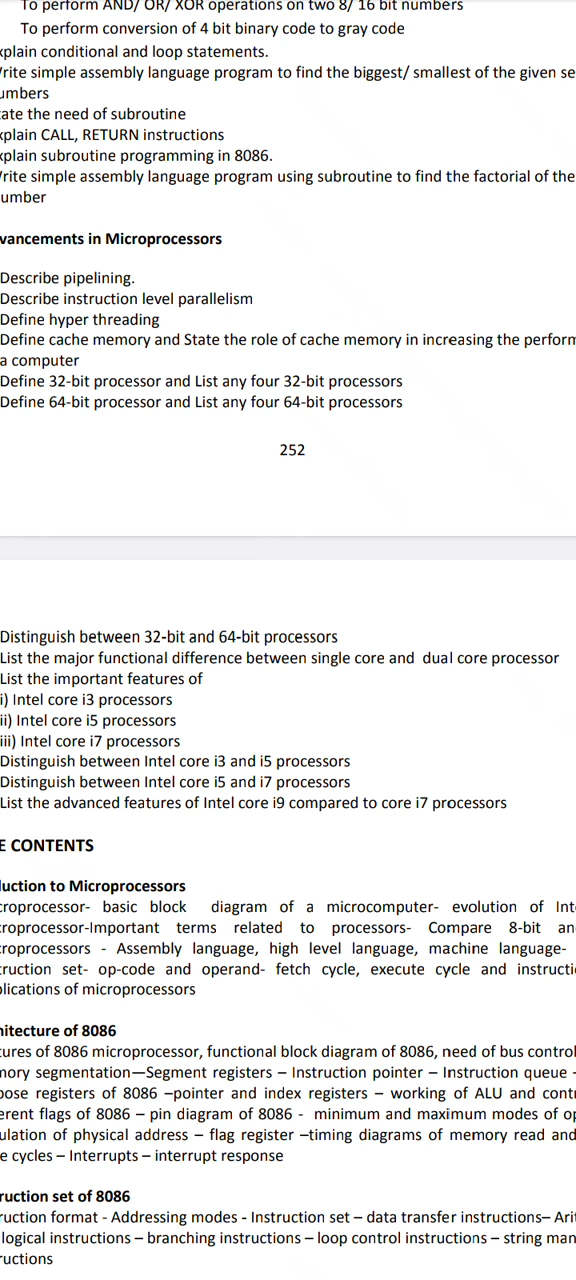 To perform AND/ OR/ XOR operations on two 8/ 16 bit numbers
To perform conversion of 4 bit binary code to gray code
xplain conditional and loop statements.
rite simple assembly language program to find the biggest/ smallest of the given se
umbers
ate the need of subroutine
xplain CALL, RETURN instructions
xplain subroutine programming in 8086.
rite simple assembly language program using subroutine to find the factorial of the
umber
vancements in Microprocessors
Describe pipelining.
Describe instruction level parallelism
Define hyper threading
Define cache memory and State the role of cache memory in increasing the perform
a computer
Define 32-bit processor and List any four 32-bit processors
Define 64-bit processor and List any four 64-bit processors
252
Distinguish between 32-bit and 64-bit processors
List the major functional difference between single core and dual core processor
List the important features of
i) Intel core i3 processors
ii) Intel core i5 processors
iii) Intel core i7 processors
Distinguish between Intel core i3 and i5 processors
Distinguish between Intel core i5 and i7 processors
List the advanced features of Intel core i9 compared to core i7 processors
E CONTENTS
duction to Microprocessors
croprocessor- basic block diagram of a microcomputer- evolution of Int
croprocessor-Important terms related to processors- Compare 8-bit an
croprocessors - Assembly language, high level language, machine language-
truction set- op-code and operand- fetch cycle, execute cycle and instructi
plications of microprocessors
hitecture of 8086
tures of 8086 microprocessor, functional block diagram of 8086, need of bus control
mory segmentation—Segment registers – Instruction pointer – Instruction queue -
pose registers of 8086 –pointer and index registers – working of ALU and cont
erent flags of 8086 – pin diagram of 8086 - minimum and maximum modes of op
ulation of physical address – flag register –timing diagrams of memory read and
e cycles – Interrupts – interrupt response
ruction set of 8086
ruction format - Addressing modes - Instruction set – data transfer instructions– Ari
logical instructions – branching instructions – loop control instructions – string man
ructions